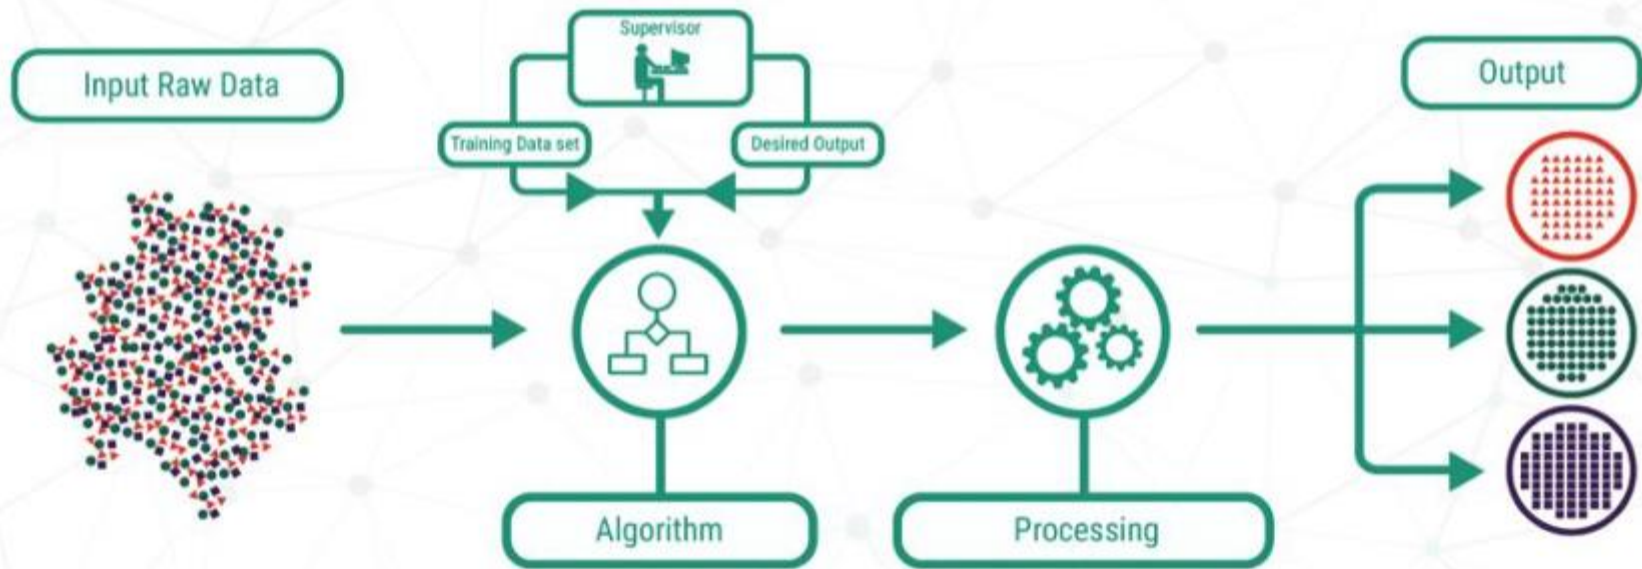 Input Raw Data
Supervisor
Training Data set
Desired Output
Algorithm
Processing
Output